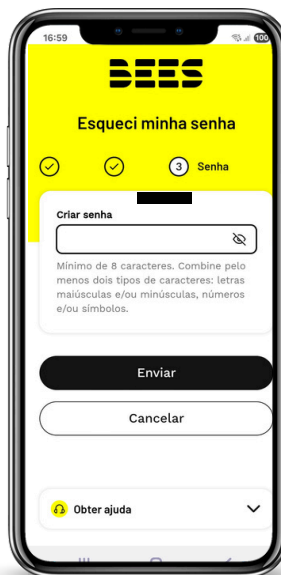 16:59
100
BEES
Esqueci minha senha
3 Senha
Criar senha
Mínimo de 8 caracteres. Combine pelo
menos dois tipos de caracteres: letras
maiúsculas e/ou minúsculas, números
e/ou símbolos.
Enviar
Cancelar
Obter ajuda